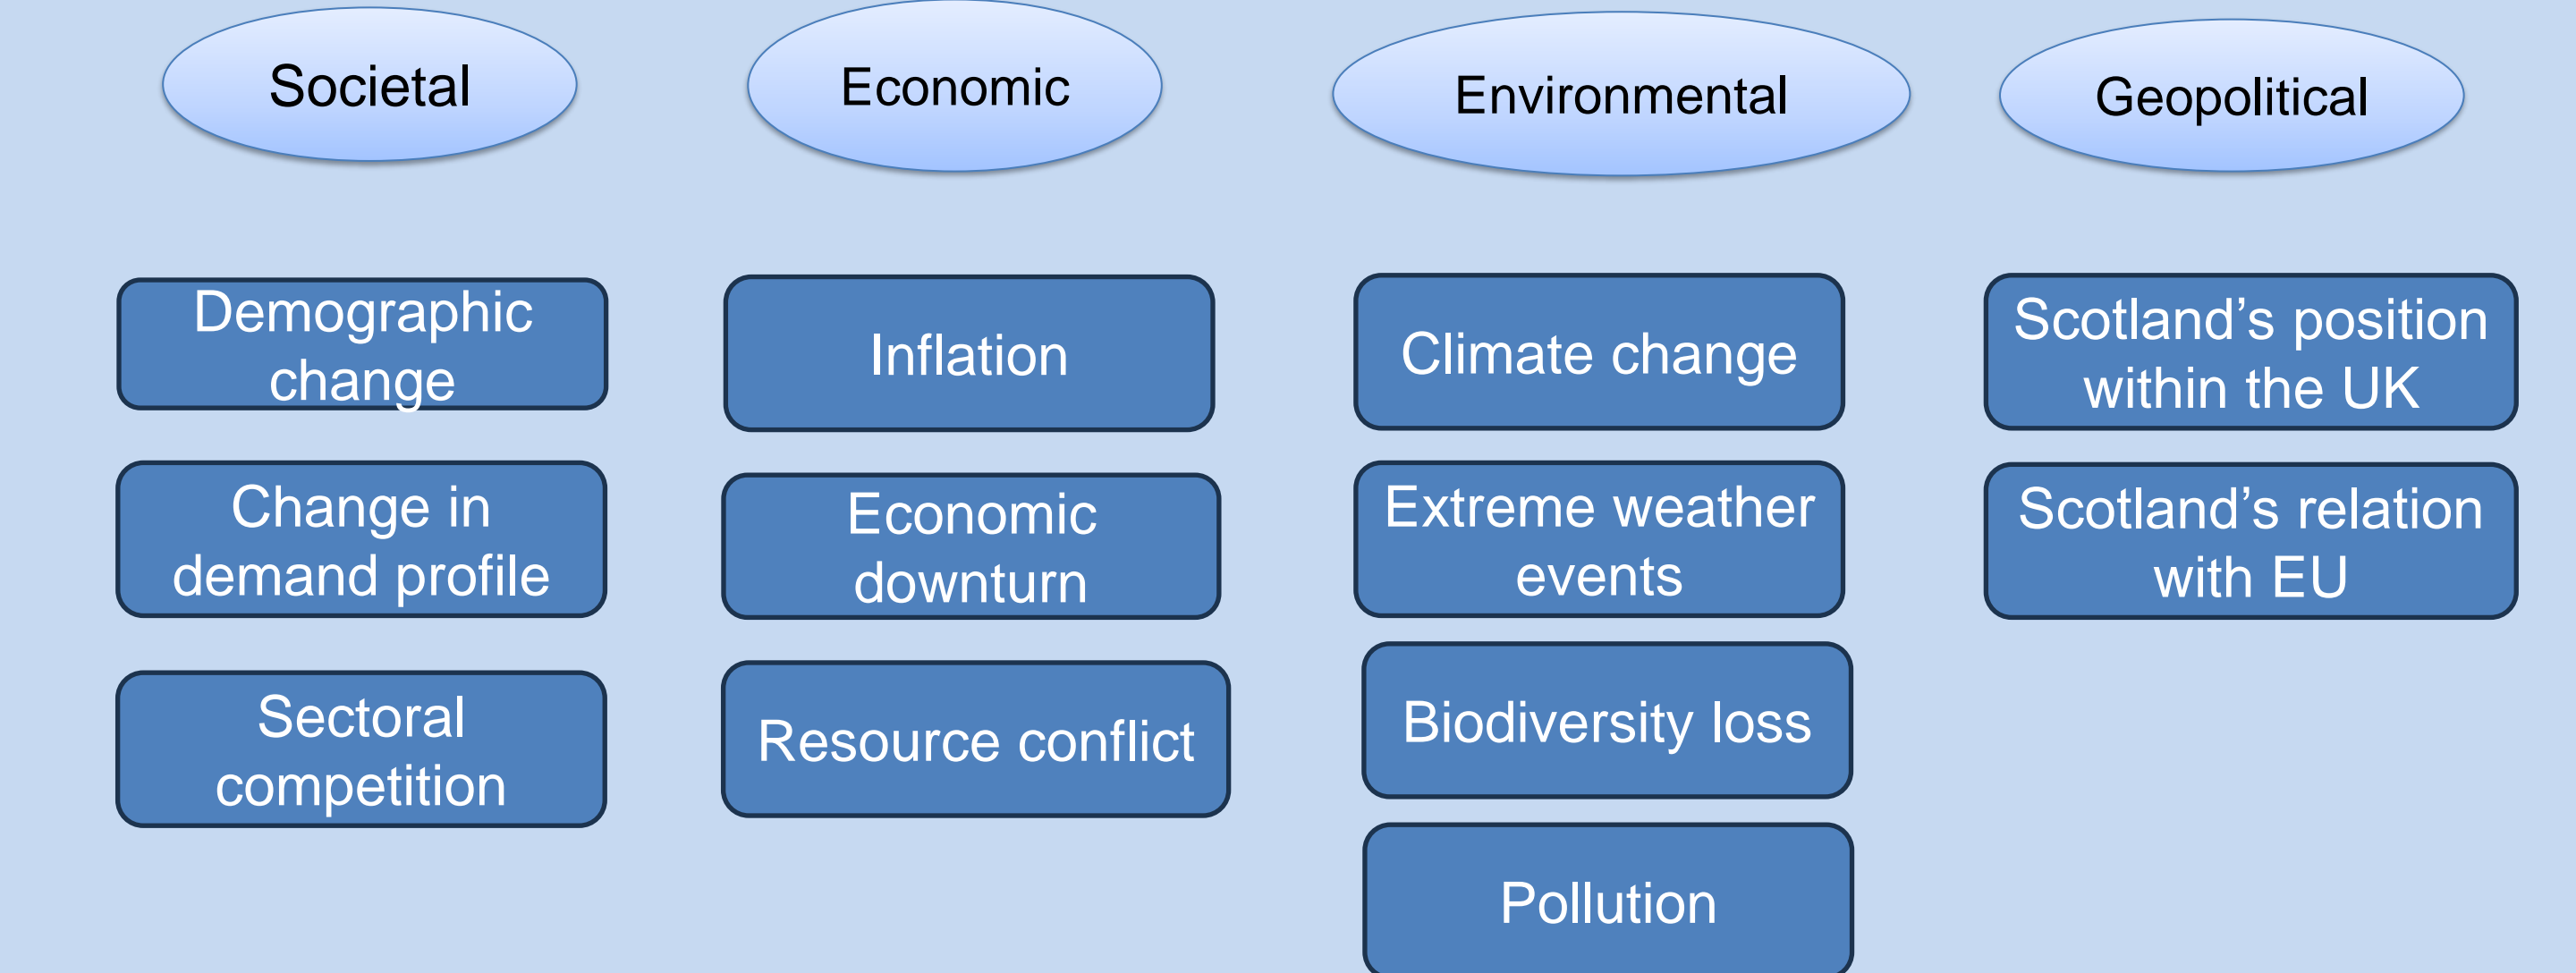 Societal
Economic
Environmental
Geopolitical
Demographic
change
Change in
demand profile
Sectoral
competition
Inflation
Economic
downturn
Resource conflict
Climate change
Extreme weather
events
Biodiversity loss
Pollution
Scotland’s position
within the UK
Scotland’s relation
with EU